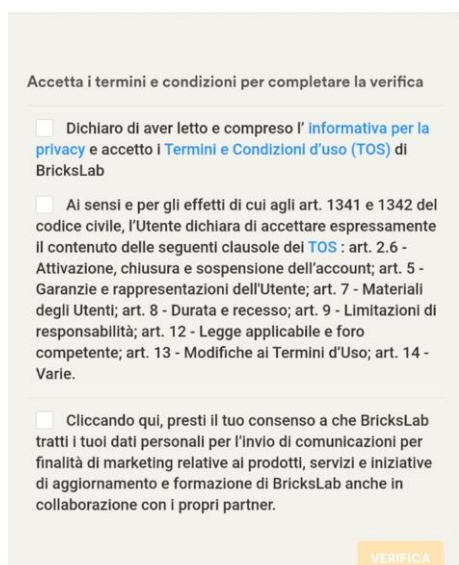 Accetta i termini e condizioni per completare la verifica
Dichiaro di aver letto e compreso l' informativa per la
privacy e accetto i Termini e Condizioni d'uso (TOS) di
BricksLab
Ai sensi e per gli effetti di cui agli art. 1341 e 1342 del
codice civile, l'Utente dichiara di accettare espressamente
il contenuto delle seguenti clausole dei TOS : art. 2.6 -
Attivazione, chiusura e sospensione dell'account; art. 5 -
Garanzie e rappresentazioni dell'Utente; art. 7 - Materiali
degli Utenti; art. 8 - Durata e recesso; art. 9 - Limitazioni di
responsabilità; art. 12 - Legge applicabile e foro
competente; art. 13 - Modifiche ai Termini d'Uso; art. 14 -
Varie.
Cliccando qui, presti il tuo consenso a che BricksLab
tratti i tuoi dati personali per l'invio di comunicazioni per
finalità di marketing relative ai prodotti, servizi e iniziative
di aggiornamento e formazione di BricksLab anche in
collaborazione con i propri partner.
VERIFICA